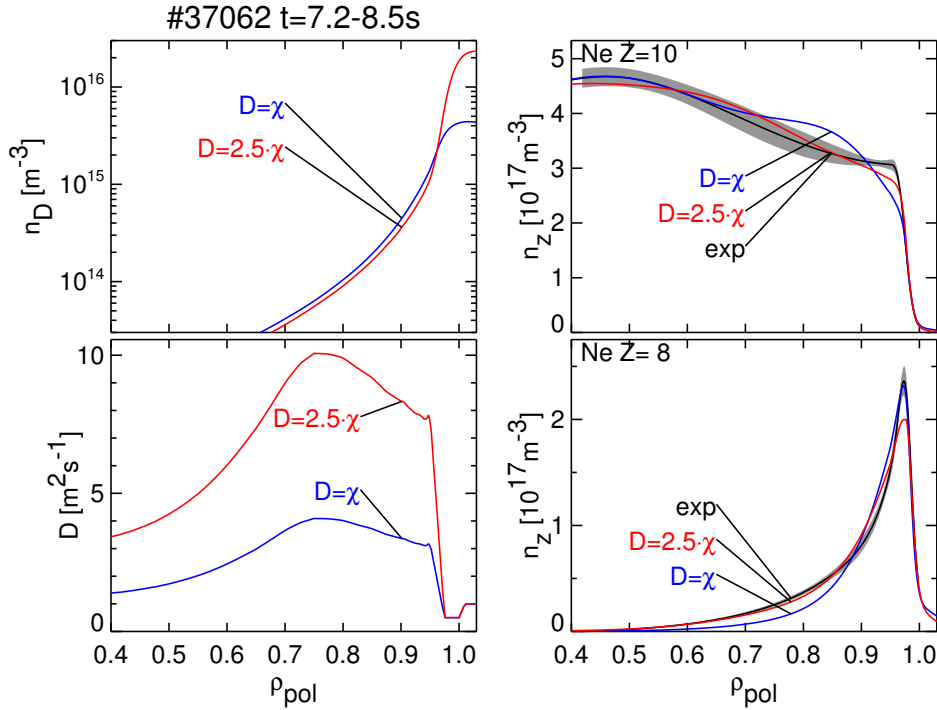 #37062 t=7.2-8.5s
10^16
10^15
10^14
n_D [m^-3]
D=χ
D=2.5·χ
Ne Z=10
5
4
3
2
1
0
n_z [10^17 m^-3]
D=χ
D=2.5·χ
exp
10
5
0
D [m^2s^-1]
D=2.5·χ
D=χ
0.4 0.5 0.6 0.7 0.8 0.9 1.0
ρ_pol
Ne Z= 8
2
1
0
n_z [10^17 m^-3]
exp
D=2.5·χ
D=χ
0.4 0.5 0.6 0.7 0.8 0.9 1.0
ρ_pol